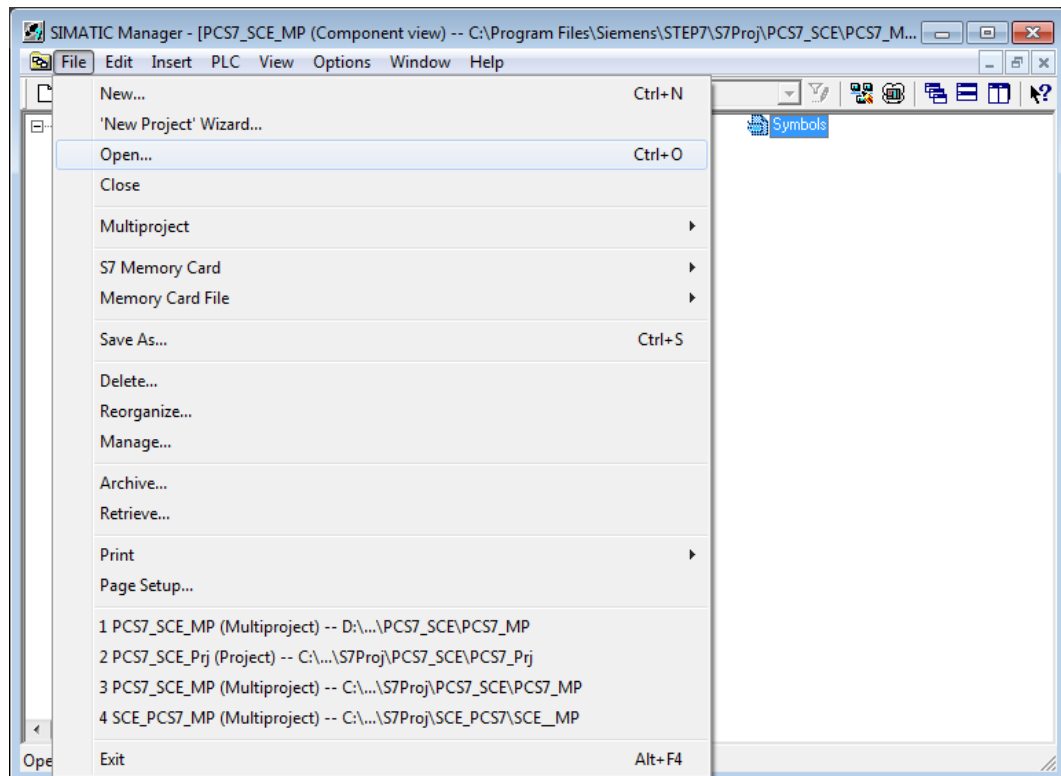 SIMATIC Manager - [PCS7_SCE_MP (Component view) -- C:\Program Files\Siemens\STEP7\S7Proj\PCS7_SCE\PCS7_M...
File Edit Insert PLC View Options Window Help
New... Ctrl+N
'New Project' Wizard...
Symbols
Open... Ctrl+O
Close
Multiproject
S7 Memory Card
Memory Card File
Save As... Ctrl+S
Delete...
Reorganize...
Manage...
Archive...
Retrieve...
Print
Page Setup...
1 PCS7_SCE_MP (Multiproject) -- D:\...\PCS7_SCE\PCS7_MP
2 PCS7_SCE_Prj (Project) -- C:\...\S7Proj\PCS7_SCE\PCS7_Prj
3 PCS7_SCE_MP (Multiproject) -- C:\...\S7Proj\PCS7_SCE\PCS7_MP
4 SCE_PCS7_MP (Multiproject) -- C:\...\S7Proj\SCE_PCS7\SCE__MP
Ope
Exit Alt+F4